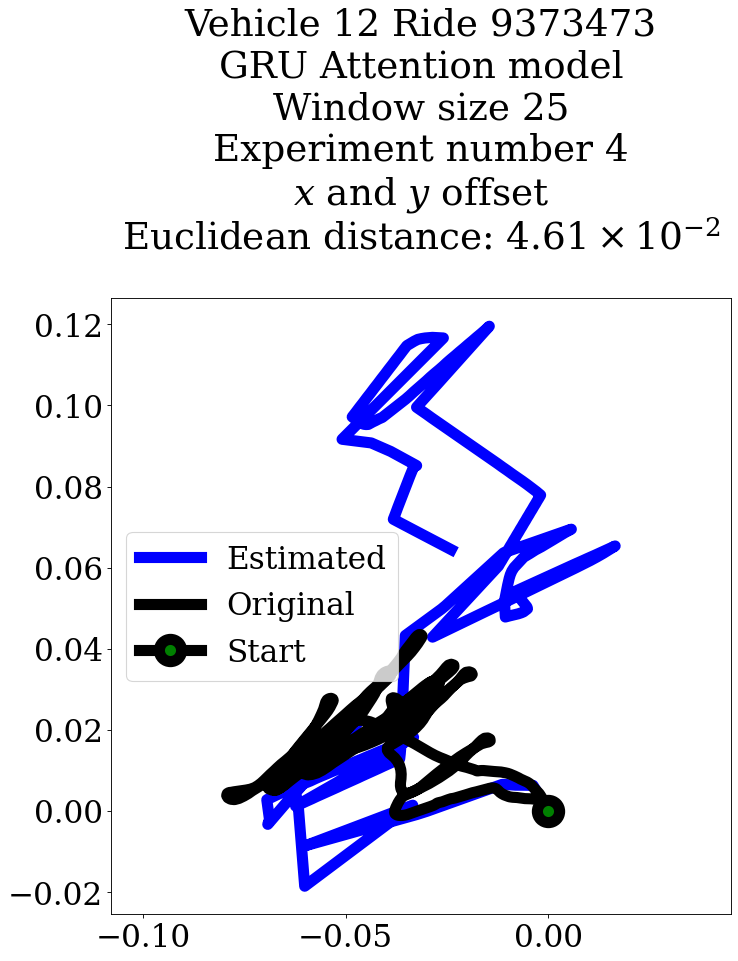 Vehicle 12 Ride 9373473
GRU Attention model
Window size 25
Experiment number 4
x and y offset
Euclidean distance: 4.61 × 10⁻²
0.12
0.10
0.08
0.06
0.04
0.02
0.00
−0.02
Estimated
Original
Start
−0.10 −0.05 0.00